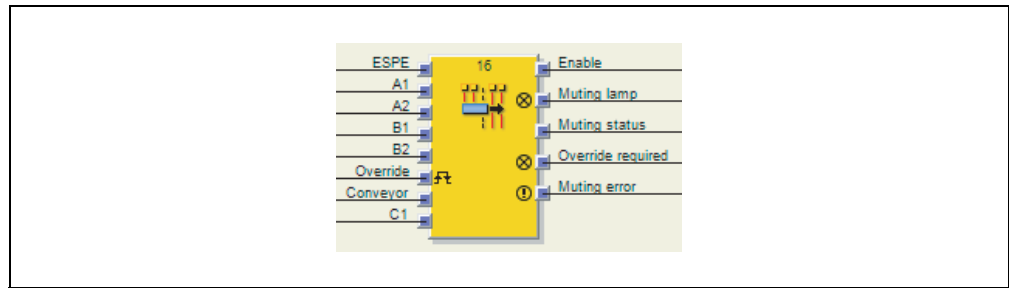 ESPE
A1
A2
B1
B2
Override
Conveyor
C1
16
Enable
Muting lamp
Muting status
Override required
Muting error